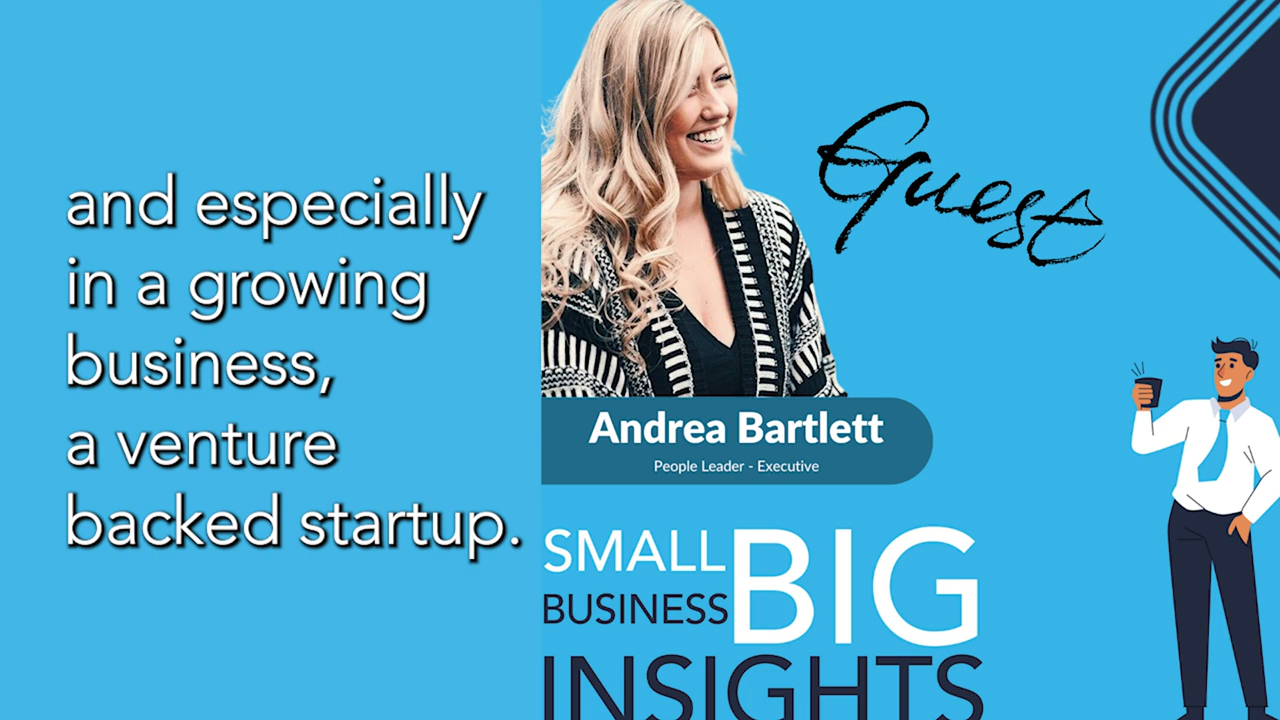 and especially
in a growing
business,
a venture
backed startup.
Guest
Andrea Bartlett
People Leader - Executive
SMALL
BUSINESS
BIG
INSIGHTS